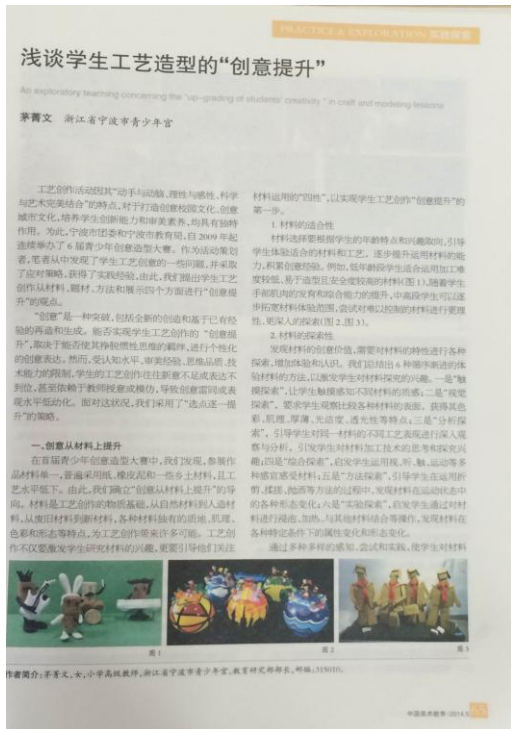 PRACTICE & EXPLORATION 实践探索
浅谈学生工艺造型的“创意提升”
An exploratory teaching concerning the "up-grading of students' creativity" in craft and modeling lessons
茅菁文 浙江省宁波市青少年宫
工艺创作活动因其“动手与动脑、理性与感性、科学
与艺术完美结合”的特点,对于打造创意校园文化、创意
城市文化,培养学生创新能力和审美素养,均具有独特
作用。为此,宁波市团委和宁波市教育局,自 2009 年起
连续举办了 6 届青少年创意造型大赛。作为活动策划
者,笔者从中发现了学生工艺创意的一些问题,并采取
了应对策略,获得了实践经验,由此,我们提出学生工艺
创作从材料、题材、方法和展示四个方面进行“创意提
升”的观点。
“创意”是一种突破,包括全新的创造和基于已有经
验的再造和生成。能否实现学生工艺创作的“创意提
升”,取决于能否使其挣脱惯性思维的羁绊,进行个性化
的创意表达。然而,受认知水平、审美经验、思维品质、技
术能力的限制,学生的工艺创作往往新意不足或表达不
到位,甚至依赖于教师授意或模仿,导致创意雷同或表
现水平低幼化。面对这状况,我们采用了“选点逐一提
升”的策略。
一、创意从材料上提升
在首届青少年创意造型大赛中,我们发现,参展作
品材料单一,普遍采用纸、橡皮泥和一些乡土材料,且工
艺水平低下。由此,我们确立“创意从材料上提升”的导
向。材料是工艺创作的物质基础,从自然材料到人造材
料,从废旧材料到新材料,各种材料独有的质地、肌理、
色彩和形态等特点,为工艺创作带来许多可能。工艺创
作不仅要激发学生研究材料的兴趣,更要引导他们关注
材料运用的“四性”,以实现学生工艺创作“创意提升”的
第一步。
1. 材料的适合性
材料选择要根据学生的年龄特点和兴趣取向,引导
学生体验适合的材料和工艺。逐步提升运用材料的能
力,积累创意经验。例如,低年龄段学生适合运用加工难
度较低、易于造型且安全度较高的材料(图 1),随着学生
手部肌肉的发育和综合能力的提升,中高段学生可以逐
步拓宽材料体验范围,尝试对难以控制的材料进行更理
性、更深入的探索(图 2、图 3)。
2. 材料的探索性
发现材料的创意价值,需要对材料的特性进行各种
探索,增加体验和认识。我们总结出 6 种循序渐进的体
验材料的方法,以激发学生对材料探究的兴趣。一是“触
摸探索”,让学生触摸感知不同材料的质感;二是“视觉
探索”,要求学生观察比较各种材料的表面,获得其色
彩、肌理、厚薄、光洁度、透光性等特点;三是“分析探
索”,引导学生对同一材料的不同工艺表现进行深入观
察与分析,引发学生对材料加工技术的思考和探究兴
趣;四是“综合探索”,启发学生运用视、听、触、运动等多
种感官感受材料;五是“方法探索”,引导学生在运用折
剪、揉搓、抛洒等方法的过程中,发现材料在运动状态中
的各种形态变化;六是“实验探索”,启发学生通过对材
料进行浸泡、加热、与其他材料结合等操作,发现材料在
各种特定条件下的属性变化和形态变化。
通过多种多样的感知、尝试和实践,使学生对材料
图 1
图 2
图 3
作者简介:茅菁文,女,小学高级教师,浙江省宁波市青少年宫,教育研究部部长,邮编:315010。
中国美术教育/2014.5 65